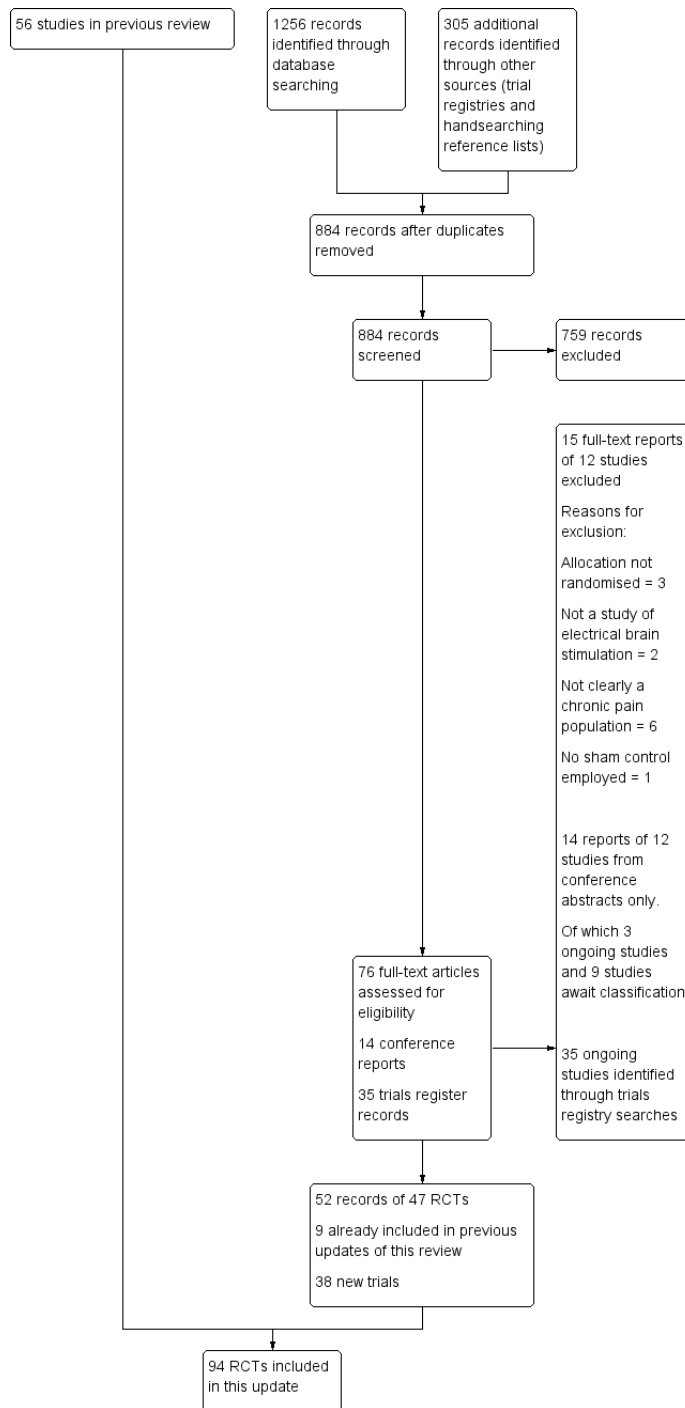 56 studies in previous review
1256 records
identified through
database
searching
305 additional
records identified
through other
sources (trial
registries and
handsearching
reference lists)
884 records after duplicates
removed
884 records
screened
759 records
excluded
15 full-text reports
of 12 studies
excluded
Reasons for
exclusion:
Allocation not
randomised = 3
Not a study of
electrical brain
stimulation = 2
Not clearly a
chronic pain
population = 6
No sham control
employed = 1
14 reports of 12
studies from
conference
abstracts only.
Of which 3
ongoing studies
and 9 studies
await classification
35 ongoing
studies identified
through trials
registry searches
76 full-text articles
assessed for
eligibility
14 conference
reports
35 trials register
records
52 records of 47 RCTs
9 already included in previous
updates of this review
38 new trials
94 RCTs included
in this update